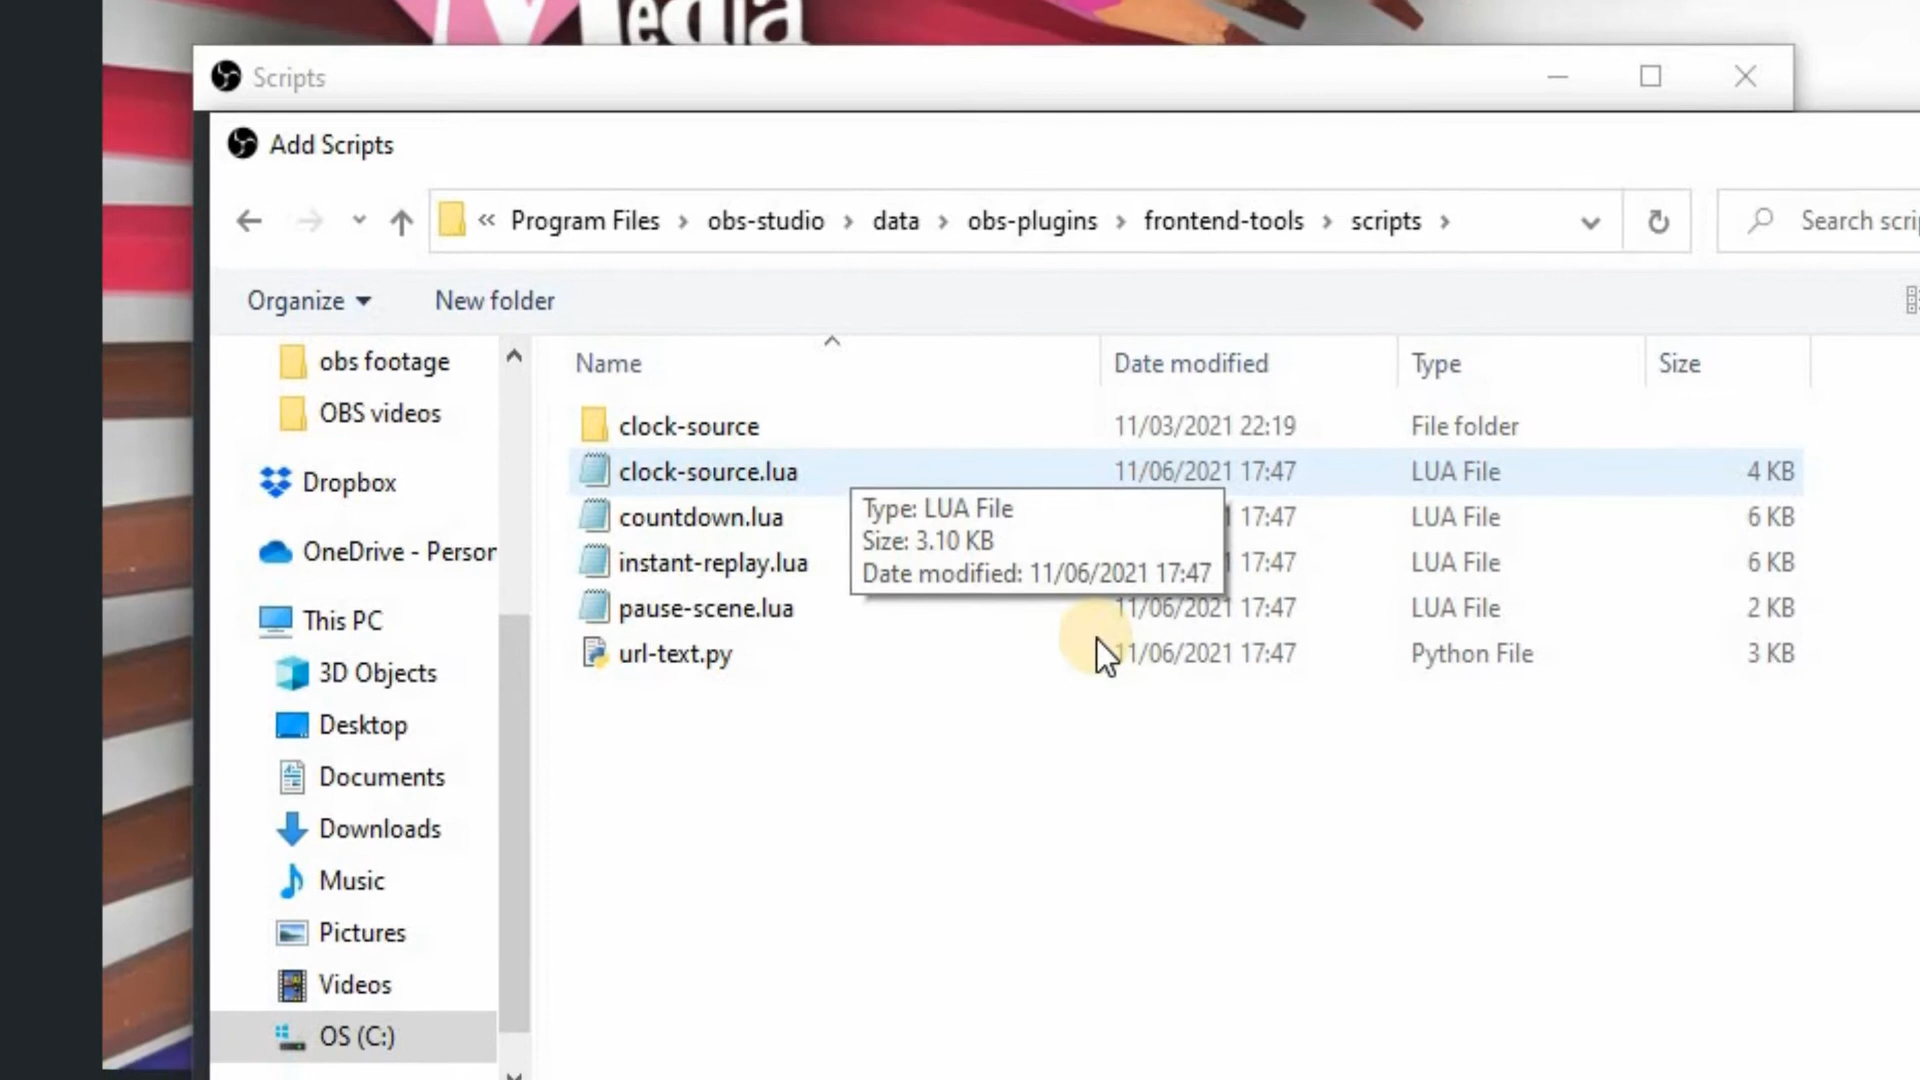 Media
Scripts
Add Scripts
« Program Files › obs-studio › data › obs-plugins › frontend-tools › scripts ›
Search
Organize New folder
Name Date modified Type Size
obs footage
OBS videos
Dropbox
OneDrive - Person
This PC
3D Objects
Desktop
Documents
Downloads
Music
Pictures
Videos
OS (C:)
clock-source 11/03/2021 22:19 File folder
clock-source.lua 11/06/2021 17:47 LUA File 4 KB
countdown.lua 17:47 LUA File 6 KB
instant-replay.lua 17:47 LUA File 6 KB
pause-scene.lua 11/06/2021 17:47 LUA File 2 KB
url-text.py 11/06/2021 17:47 Python File 3 KB
Type: LUA File
Size: 3.10 KB
Date modified: 11/06/2021 17:47